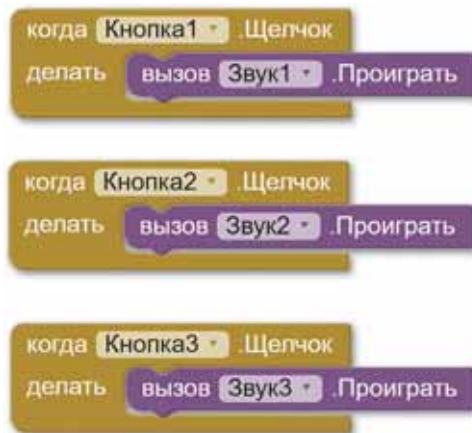 когда Кнопка1 .Щелчок
делать вызов Звук1 .Проиграть
когда Кнопка2 .Щелчок
делать вызов Звук2 .Проиграть
когда Кнопка3 .Щелчок
делать вызов Звук3 .Проиграть